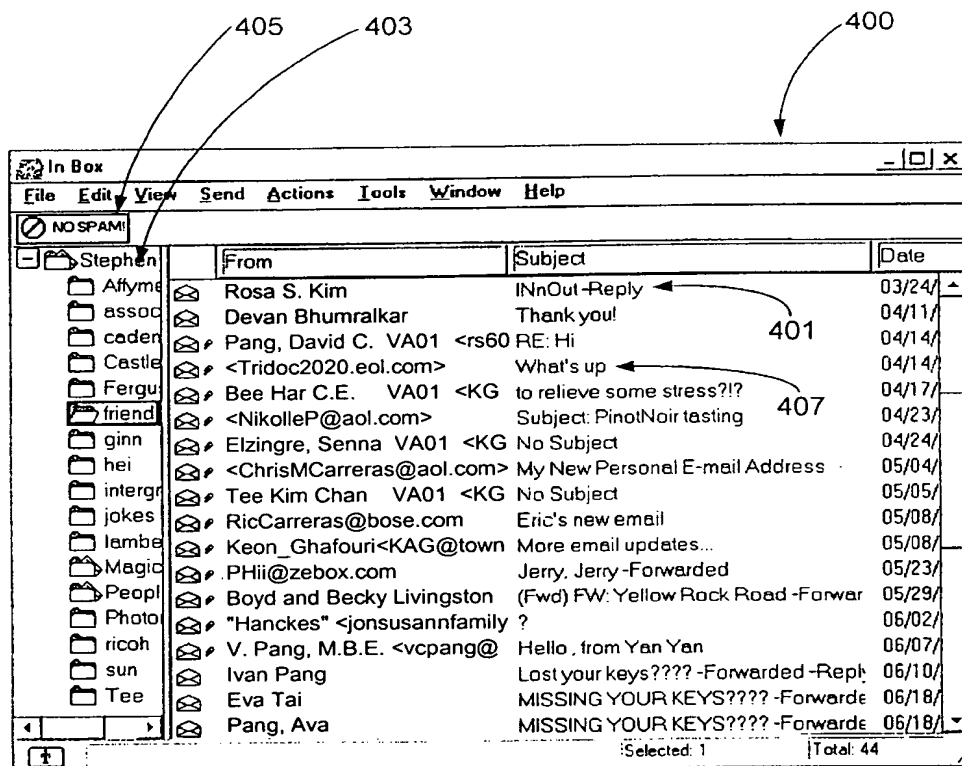 405 403 400
In Box
File Edit View Send Actions Tools Window Help
NO SPAM!
Stephen From Subject Date
Affyme Rosa S. Kim INnOut -Reply 03/24/
assoc Devan Bhumralkar Thank you! 401 04/11/
caden Pang, David C. VA01 <rs60 RE: Hi 04/14/
Castle <Tridoc2020.eol.com> What's up 04/14/
Fergu Bee Har C.E. VA01 <KG to relieve some stress?!? 407 04/17/
friend <NikolleP@aol.com> Subject: PinotNoir tasting 04/23/
ginn Elzingre, Senna VA01 <KG No Subject 04/24/
hei <ChrisMCarreras@aol.com> My New Personal E-mail Address 05/04/
intergr Tee Kim Chan VA01 <KG No Subject 05/05/
jokes RicCarreras@bose.com Eric's new email 05/08/
lambe Keon_Ghafouri<KAG@town More email updates... 05/08/
Magic .PHii@zebox.com Jerry, Jerry -Forwarded 05/23/
Peopl Boyd and Becky Livingston (Fwd) FW: Yellow Rock Road -Forwar 05/29/
Photo "Hanckes" <jonsusannfamily ? 06/02/
ricoh V. Pang, M.B.E. <vcpang@ Hello, from Yan Yan 06/07/
sun Ivan Pang Lost your keys???? -Forwarded -Repl 06/10/
Tee Eva Tai MISSING YOUR KEYS???? -Forwarde 06/18/
Pang, Ava MISSING YOUR KEYS???? -Forwarde 06/18/
Selected: 1 Total: 44